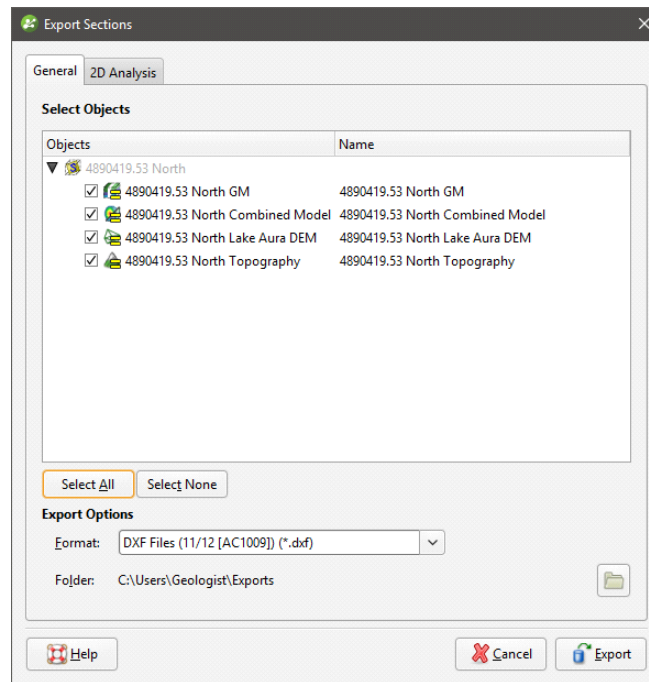 Export Sections
General 2D Analysis
Select Objects
Objects Name
4890419.53 North
4890419.53 North GM 4890419.53 North GM
4890419.53 North Combined Model 4890419.53 North Combined Model
4890419.53 North Lake Aura DEM 4890419.53 North Lake Aura DEM
4890419.53 North Topography 4890419.53 North Topography
Select All Select None
Export Options
Format: DXF Files (11/12 [AC1009]) (*.dxf)
Folder: C:\Users\Geologist\Exports
Help Cancel Export